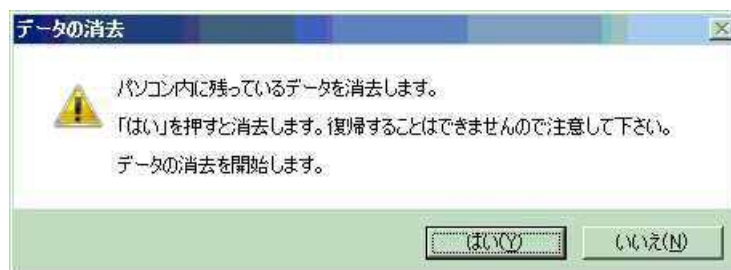 データの消去
パソコン内に残っているデータを消去します。
「はい」を押すと消去します。復帰することはできませんので注意して下さい。
データの消去を開始します。
はい(Y)
いいえ(N)